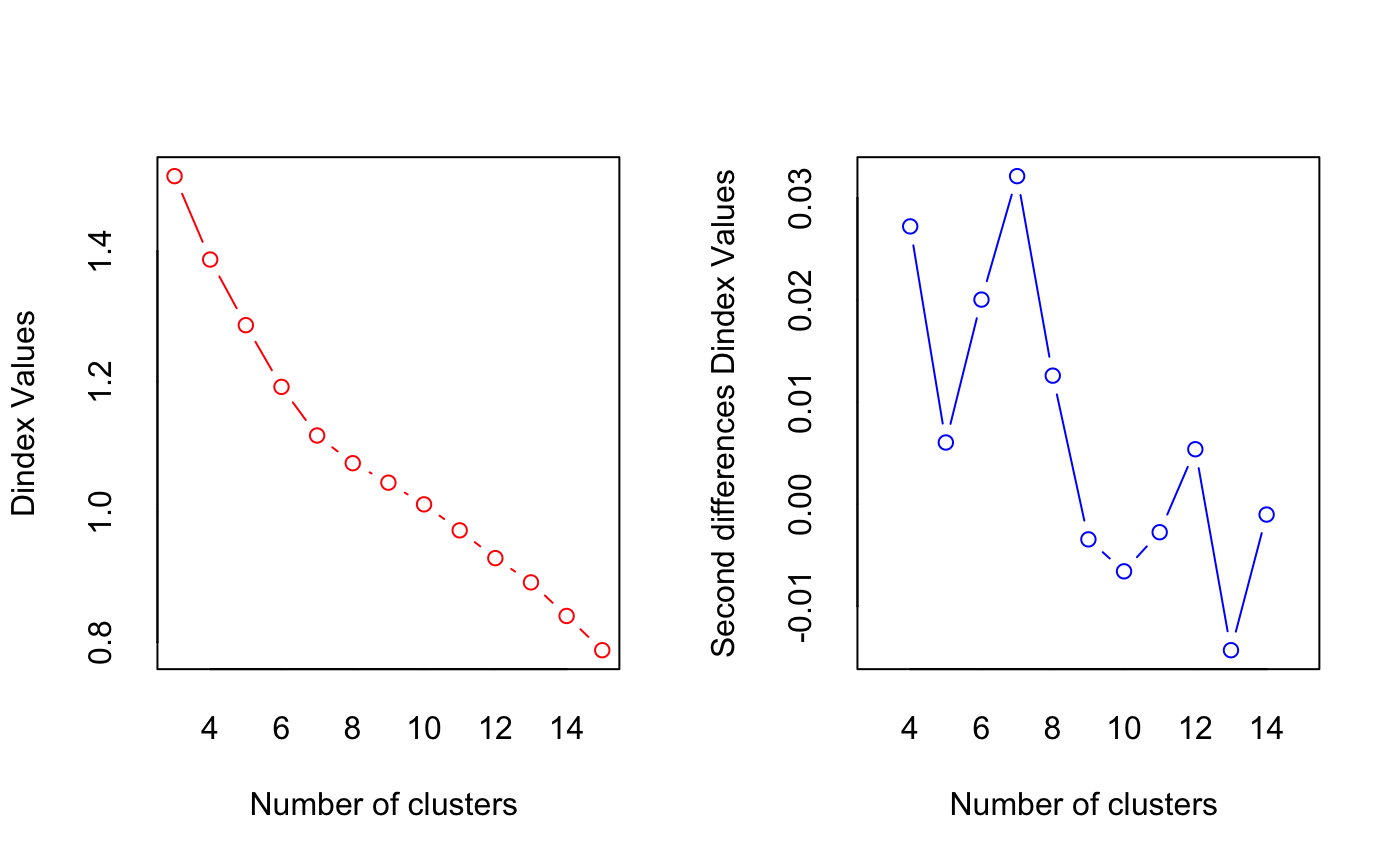 Dindex Values
1.4
1.2
1.0
0.8
4 6 8 10 12 14
Number of clusters
Second differences Dindex Values
0.03
0.02
0.01
0.00
-0.01
4 6 8 10 12 14
Number of clusters